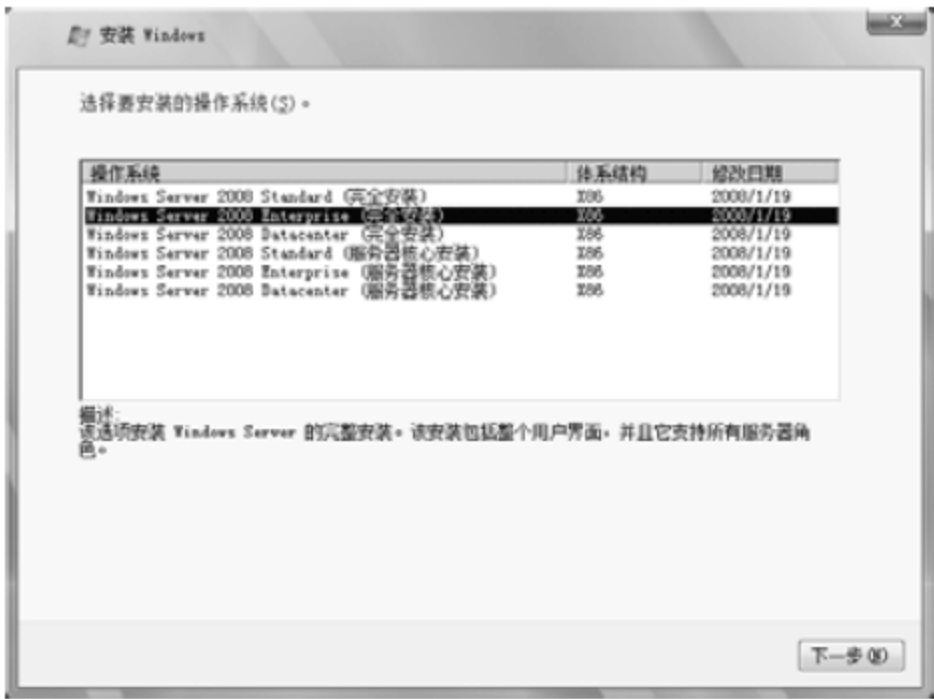 安装 Windows
选择要安装的操作系统(S)。
操作系统 体系结构 修改日期
Windows Server 2008 Standard (完全安装) X86 2008/1/19
Windows Server 2008 Enterprise (完全安装) X86 2008/1/19
Windows Server 2008 Datacenter (完全安装) X86 2008/1/19
Windows Server 2008 Standard (服务器核心安装) X86 2008/1/19
Windows Server 2008 Enterprise (服务器核心安装) X86 2008/1/19
Windows Server 2008 Datacenter (服务器核心安装) X86 2008/1/19
描述:
该选项安装 Windows Server 的完整安装。该安装包括整个用户界面，并且它支持所有服务器角
色。
下一步(N)